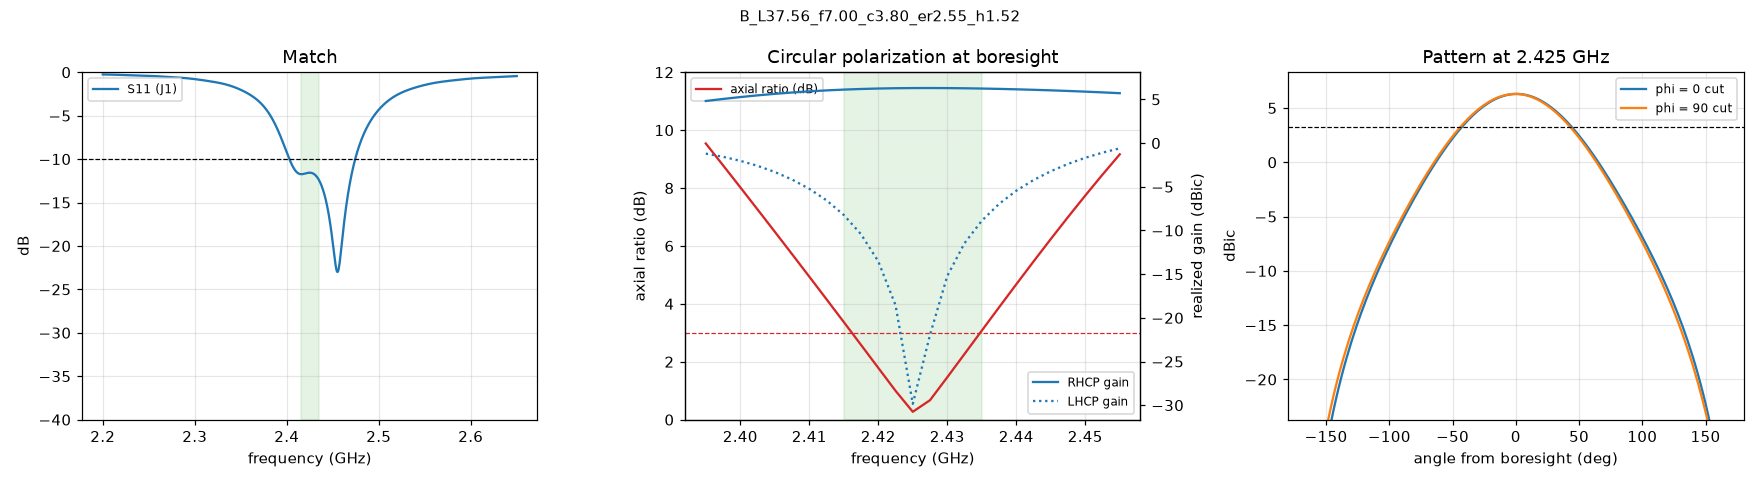 B_L37.56_f7.00_c3.80_er2.55_h1.52
Match
S11 (J1)
0
−5
−10
−15
−20
−25
−30
−35
−40
dB
2.2 2.3 2.4 2.5 2.6
frequency (GHz)
Circular polarization at boresight
axial ratio (dB)
12
10
8
6
4
2
0
axial ratio (dB)
5
0
−5
−10
−15
−20
−25
−30
realized gain (dBic)
RHCP gain
LHCP gain
2.40 2.41 2.42 2.43 2.44 2.45
frequency (GHz)
Pattern at 2.425 GHz
phi = 0 cut
phi = 90 cut
5
0
−5
−10
−15
−20
dBic
−150 −100 −50 0 50 100 150
angle from boresight (deg)